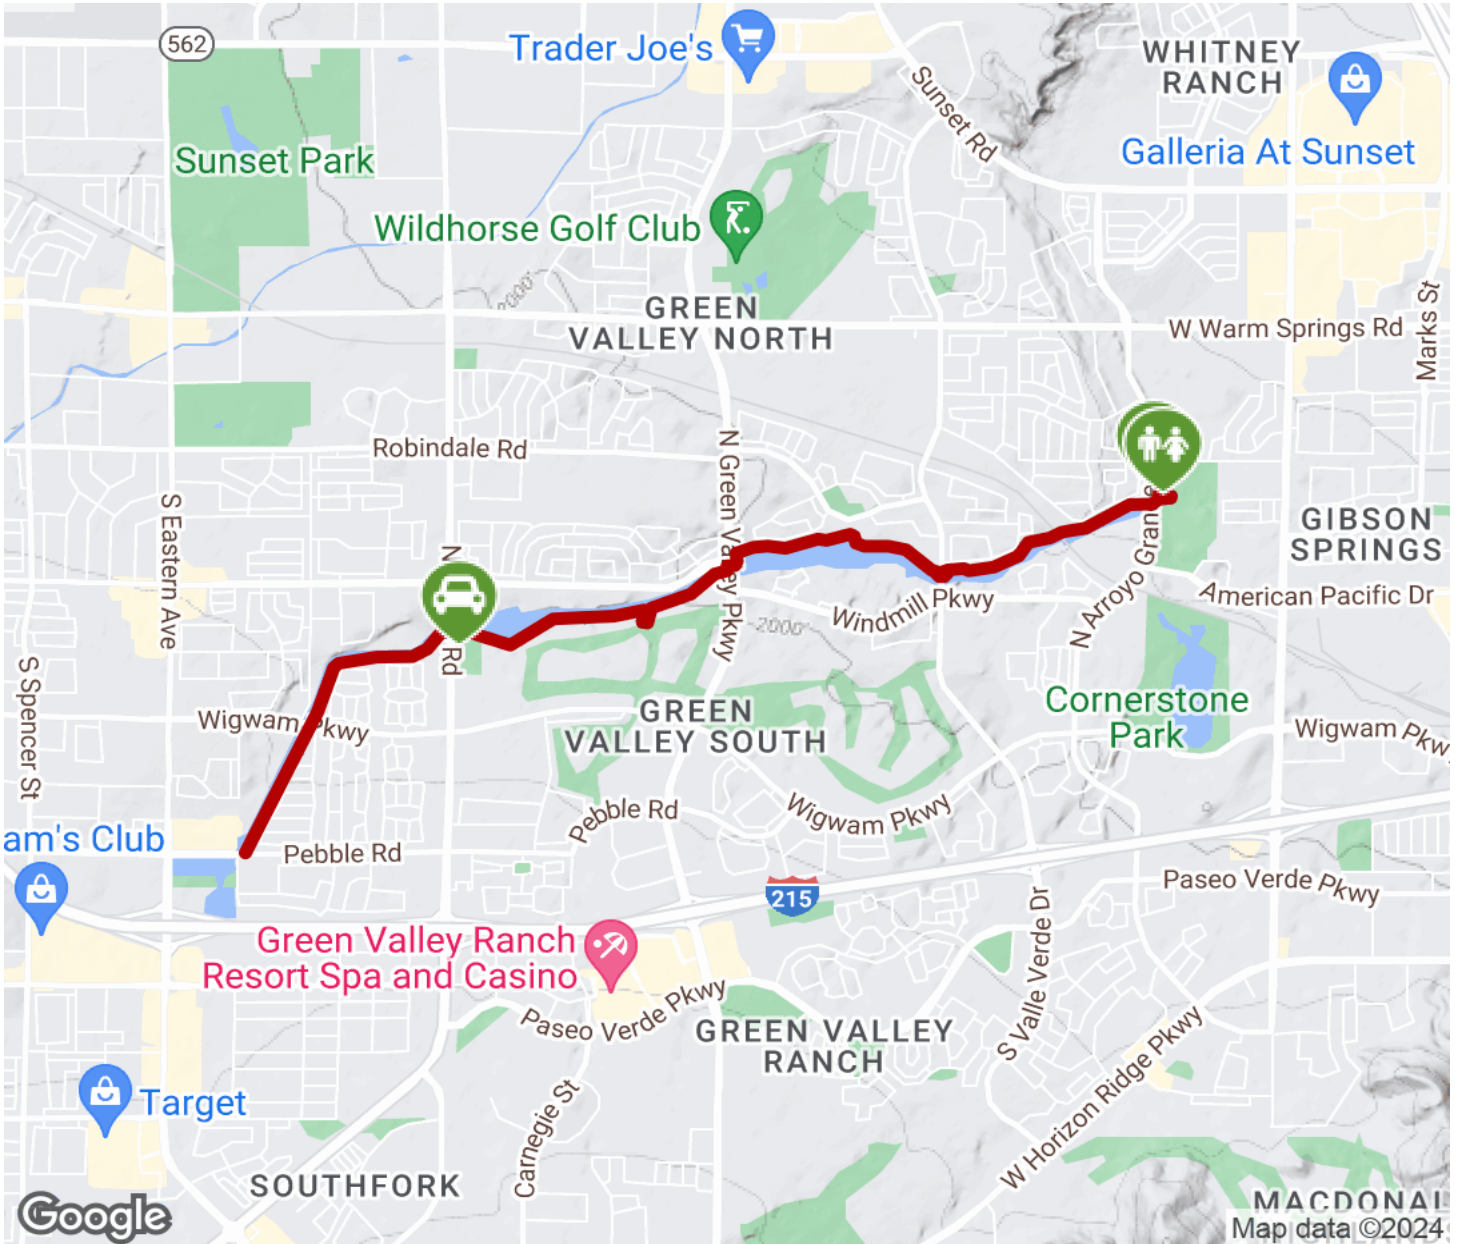 562
Trader Joe's
WHITNEY
RANCH
Sunset Rd
Galleria At Sunset
Sunset Park
Wildhorse Golf Club
2000'
GREEN
VALLEY NORTH
W Warm Springs Rd
Marks St
Robindale Rd
N Green Valley Pkwy
S Eastern Ave
GIBSON
SPRINGS
N Arroyo Gran
American Pacific Dr
Windmill Pkwy
2000'
N
Rd
S Spencer St
Wigwam Pkwy
GREEN
VALLEY SOUTH
Cornerstone
Park
Wigwam Pkw
Pebble Rd
Wigwam Pkwy
am's Club
Pebble Rd
215
Paseo Verde Pkwy
Green Valley Ranch
Resort Spa and Casino
Paseo Verde Pkwy
S Valle Verde Dr
GREEN VALLEY
RANCH
W Horizon Ridge Pkwy
Target
Carnegie St
SOUTHFORK
MACDONAL
Google
Map data ©2024